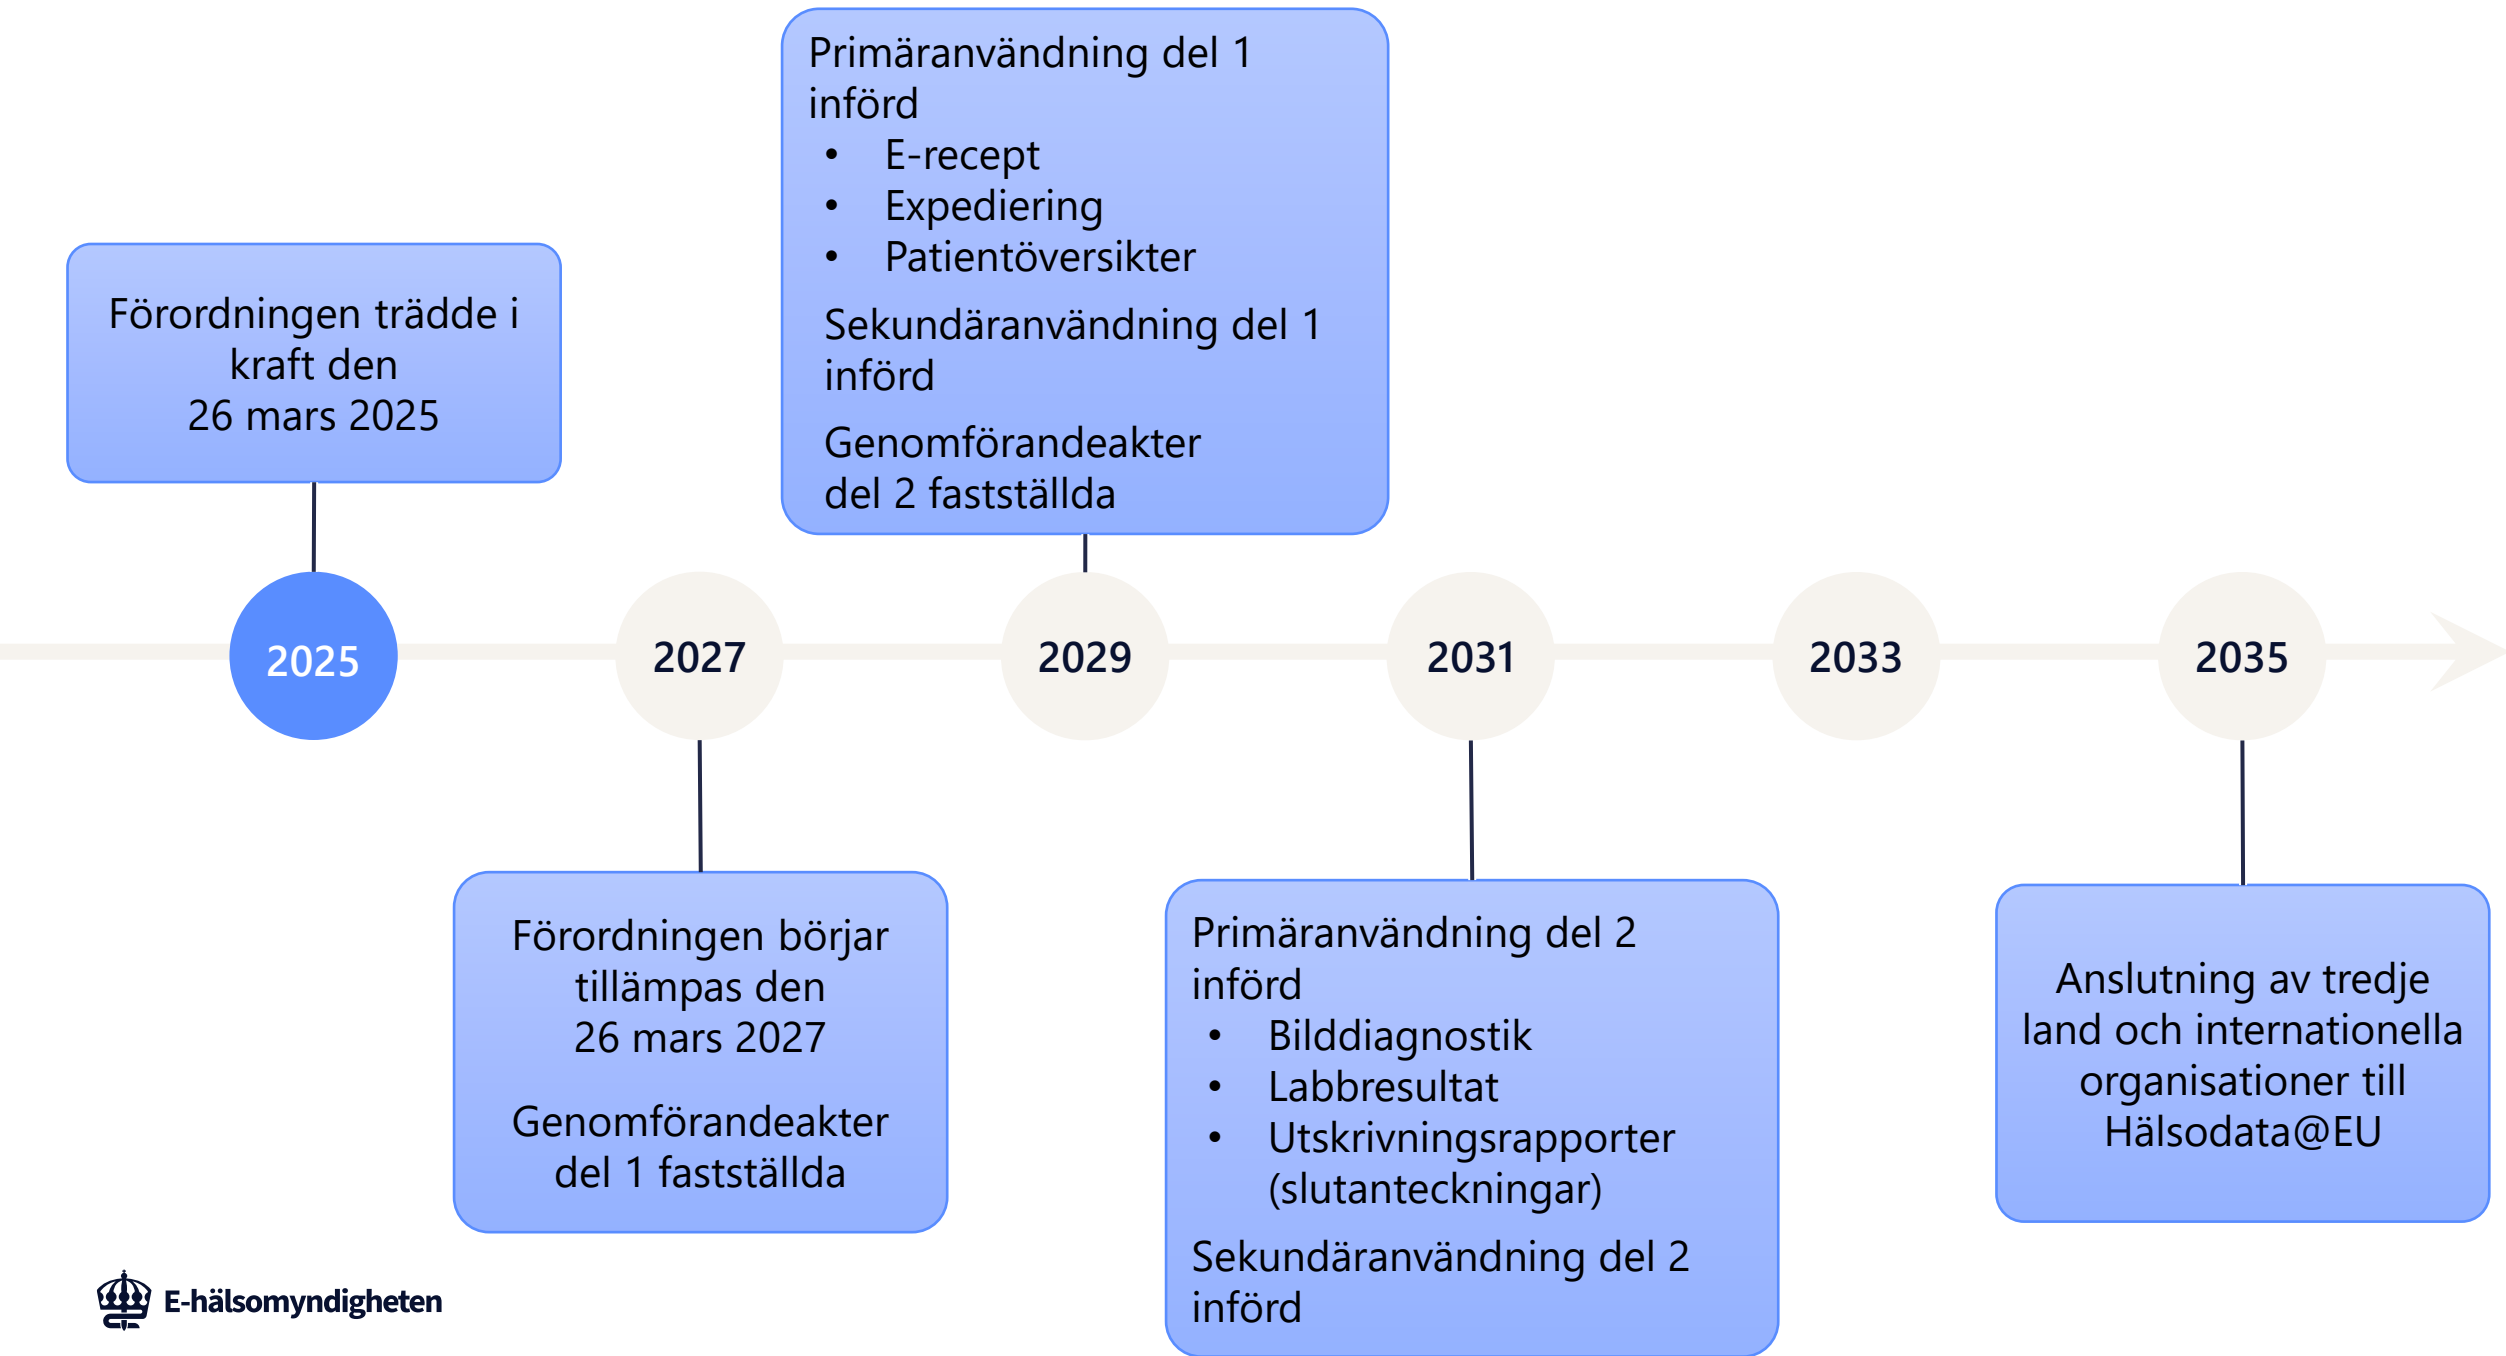 Förordningen trädde i
kraft den
26 mars 2025
Primäranvändning del 1
införd
• E-recept
• Expediering
• Patientöversikter
Sekundäranvändning del 1
införd
Genomförandeakter
del 2 fastställda
2025
2027
2029
2031
2033
2035
Förordningen börjar
tillämpas den
26 mars 2027
Genomförandeakter
del 1 fastställda
Primäranvändning del 2
införd
• Bilddiagnostik
• Labbresultat
• Utskrivningsrapporter
(slutanteckningar)
Sekundäranvändning del 2
införd
Anslutning av tredje
land och internationella
organisationer till
Hälsodata@EU
E-hälsomyndigheten